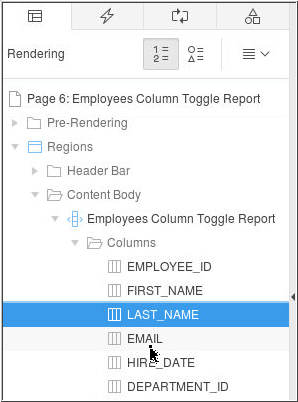 Rendering
Page 6: Employees Column Toggle Report
Pre-Rendering
Regions
Header Bar
Content Body
Employees Column Toggle Report
Columns
EMPLOYEE_ID
FIRST_NAME
LAST_NAME
EMAIL
HIRE_DATE
DEPARTMENT_ID